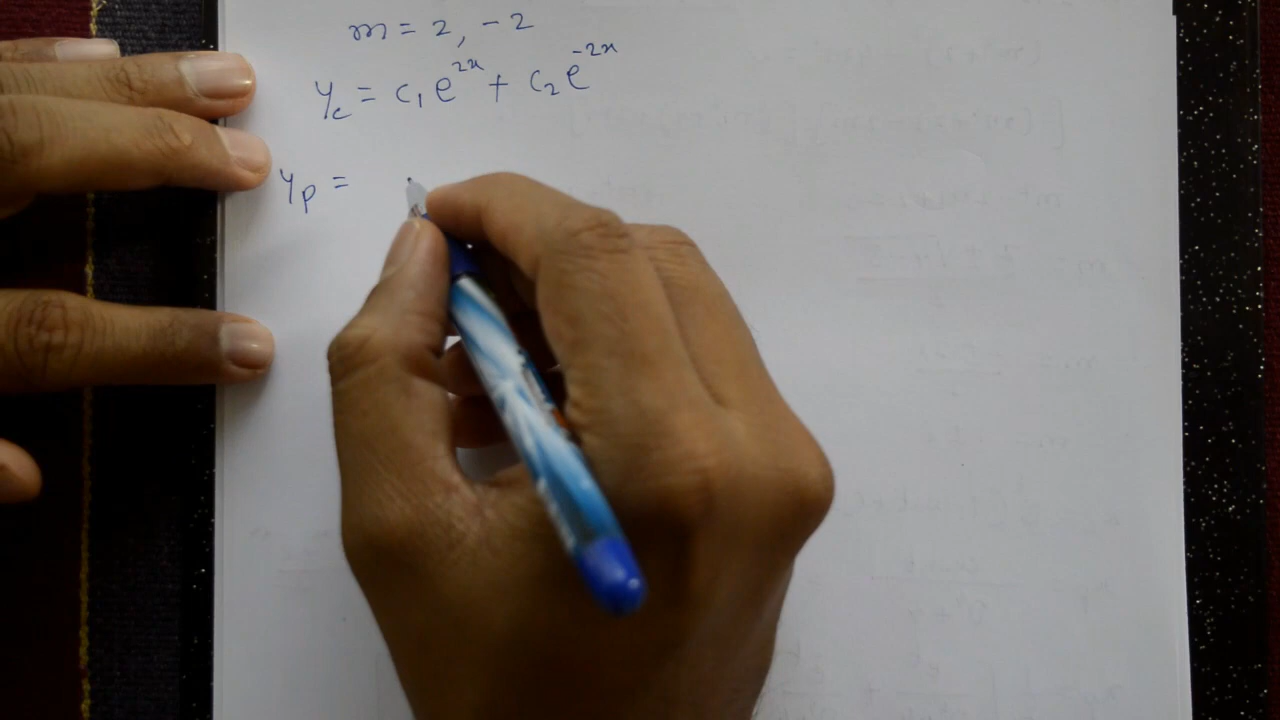 m = 2, -2
y_c = c_1 e^{2x} + c_2 e^{-2x}
y_p =